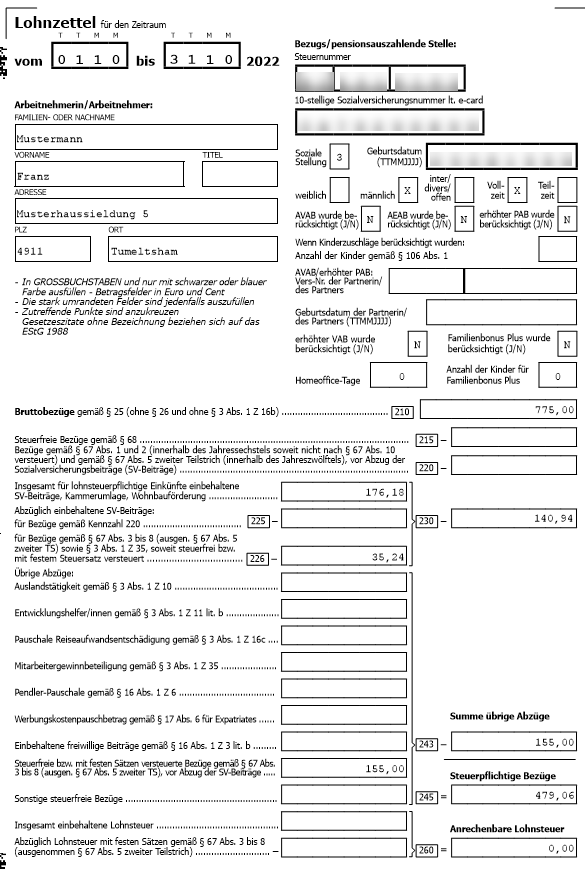 Lohnzettel für den Zeitraum
T T M M T T M M
vom 0 1 1 0 bis 3 1 1 0 2022
Bezugs/pensionsauszahlende Stelle:
Steuernummer
10-stellige Sozialversicherungsnummer lt. e-card
Arbeitnehmerin/Arbeitnehmer:
FAMILIEN- ODER NACHNAME
Mustermann
VORNAME TITEL
Franz
ADRESSE
Musterhaussieldung 5
PLZ ORT
4911 Tumeltsham
Soziale Stellung 3 Geburtsdatum (TTMMJJJJ)
weiblich männlich X inter/ divers/ offen Voll- zeit X Teil- zeit
AVAB wurde be- rücksichtigt (J/N) N AEAB wurde be- rücksichtigt (J/N) N erhöhter PAB wurde berücksichtigt (J/N) N
Wenn Kinderzuschläge berücksichtigt wurden:
Anzahl der Kinder gemäß § 106 Abs. 1
AVAB/erhöhter PAB:
Vers-Nr. der Partnerin/
des Partners
Geburtsdatum der Partnerin/
des Partners (TTMMJJJJ)
erhöhter VAB wurde berücksichtigt (J/N) N Familienbonus Plus wurde berücksichtigt (J/N) N
Homeoffice-Tage 0 Anzahl der Kinder für Familienbonus Plus 0
- In GROSSBUCHSTABEN und nur mit schwarzer oder blauer
Farbe ausfüllen - Betragsfelder in Euro und Cent
- Die stark umrandeten Felder sind jedenfalls auszufüllen
- Zutreffende Punkte sind anzukreuzen
Gesetzeszitate ohne Bezeichnung beziehen sich auf das
EStG 1988
Bruttobezüge gemäß § 25 (ohne § 26 und ohne § 3 Abs. 1 Z 16b) 210 775,00
Steuerfreie Bezüge gemäß § 68 215 –
Bezüge gemäß § 67 Abs. 1 und 2 (innerhalb des Jahressechstels soweit nicht nach § 67 Abs. 10
versteuert) und gemäß § 67 Abs. 5 zweiter Teilstrich (innerhalb des Jahreszwölftels), vor Abzug der
Sozialversicherungsbeiträge (SV-Beiträge) 220 –
Insgesamt für lohnsteuerpflichtige Einkünfte einbehaltene
SV-Beiträge, Kammerumlage, Wohnbauförderung 176,18
Abzüglich einbehaltene SV-Beiträge:
für Bezüge gemäß Kennzahl 220 225 – 230 – 140,94
für Bezüge gemäß § 67 Abs. 3 bis 8 (ausgen. § 67 Abs. 5
zweiter TS) sowie § 3 Abs. 1 Z 35, soweit steuerfrei bzw.
mit festem Steuersatz versteuert 226 – 35,24
Übrige Abzüge:
Auslandstätigkeit gemäß § 3 Abs. 1 Z 10
Entwicklungshelfer/innen gemäß § 3 Abs. 1 Z 11 lit. b
Pauschale Reiseaufwandsentschädigung gemäß § 3 Abs. 1 Z 16c
Mitarbeitergewinnbeteiligung gemäß § 3 Abs. 1 Z 35
Pendler-Pauschale gemäß § 16 Abs. 1 Z 6
Werbungskostenpauschbetrag gemäß § 17 Abs. 6 für Expatriates
Summe übrige Abzüge
Einbehaltene freiwillige Beiträge gemäß § 16 Abs. 1 Z 3 lit. b 243 – 155,00
Steuerfreie bzw. mit festen Sätzen versteuerte Bezüge gemäß § 67 Abs.
3 bis 8 (ausgen. § 67 Abs. 5 zweiter TS), vor Abzug der SV-Beiträge 155,00
Steuerpflichtige Bezüge
Sonstige steuerfreie Bezüge 245 = 479,06
Insgesamt einbehaltene Lohnsteuer
Anrechenbare Lohnsteuer
Abzüglich Lohnsteuer mit festen Sätzen gemäß § 67 Abs. 3 bis 8
(ausgenommen § 67 Abs. 5 zweiter Teilstrich) – 260 = 0,00